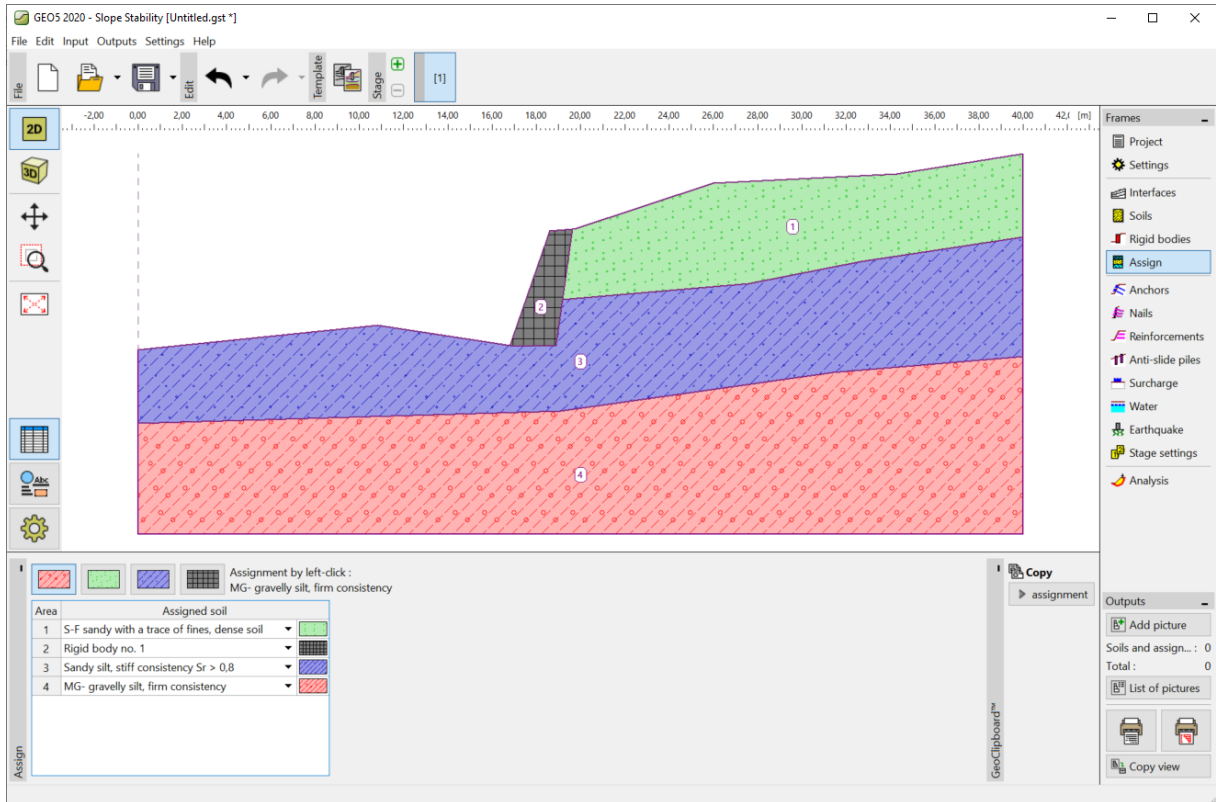 GEO5 2020 - Slope Stability [Untitled.gst *]
File Edit Input Outputs Settings Help
File
Edit
Template
Stage
[1]
2D
3D
-2,00 0,00 2,00 4,00 6,00 8,00 10,00 12,00 14,00 16,00 18,00 20,00 22,00 24,00 26,00 28,00 30,00 32,00 34,00 36,00 38,00 40,00 42,( [m]
1
2
3
4
Abc
Frames
Project
Settings
Interfaces
Soils
Rigid bodies
Assign
Anchors
Nails
Reinforcements
Anti-slide piles
Surcharge
Water
Earthquake
Stage settings
Analysis
Assign
Assignment by left-click :
MG- gravelly silt, firm consistency
Area Assigned soil
1 S-F sandy with a trace of fines, dense soil
2 Rigid body no. 1
3 Sandy silt, stiff consistency Sr > 0,8
4 MG- gravelly silt, firm consistency
GeoClipboard™
Copy
assignment
Outputs
Add picture
Soils and assign... : 0
Total : 0
List of pictures
Copy view